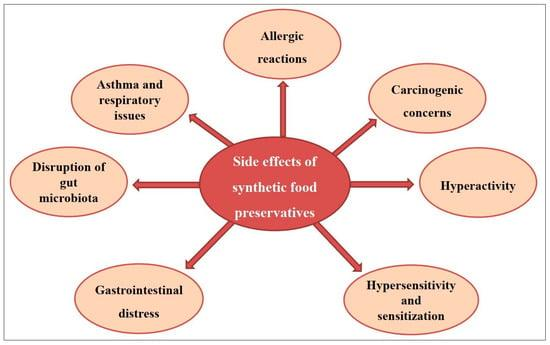 Allergic
reactions
Asthma and
respiratory
issues
Carcinogenic
concerns
Side effects of
synthetic food
preservatives
Disruption of
gut
microbiota
Hyperactivity
Gastrointestinal
distress
Hypersensitivity
and
sensitization